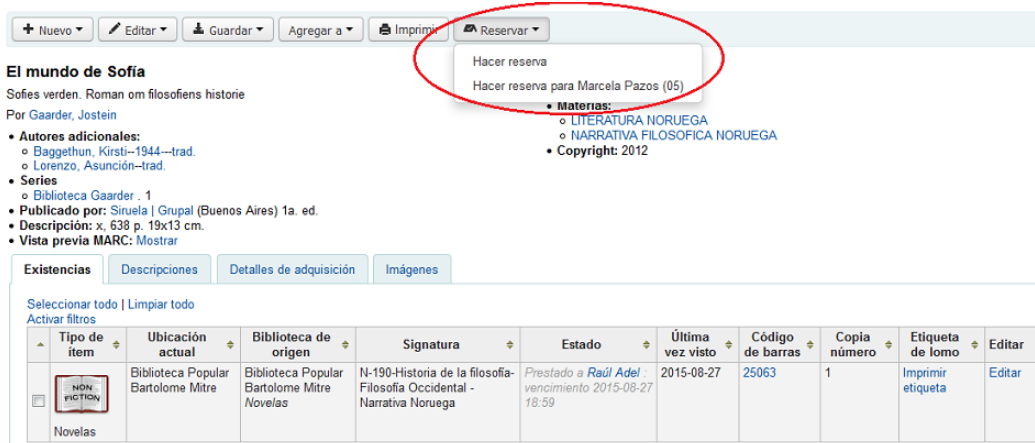 Nuevo Editar Guardar Agregar a Imprimir Reservar
Hacer reserva
Hacer reserva para Marcela Pazos (05)
El mundo de Sofía
Sofies verden. Roman om filosofiens historie
Por Gaarder, Jostein
• Autores adicionales:
Baggethun, Kirsti--1944---trad.
Lorenzo, Asunción--trad.
• Series
Biblioteca Gaarder . 1
• Publicado por: Siruela | Grupal (Buenos Aires) 1a. ed.
• Descripción: x, 638 p. 19x13 cm.
• Vista previa MARC: Mostrar
• Materias:
LITERATURA NORUEGA
NARRATIVA FILOSOFICA NORUEGA
• Copyright: 2012
Existencias Descripciones Detalles de adquisición Imágenes
Seleccionar todo | Limpiar todo
Activar filtros
Tipo de ítem Ubicación actual Biblioteca de origen Signatura Estado Última vez visto Código de barras Copia número Etiqueta de lomo Editar
NON FICTION
Novelas
Biblioteca Popular
Bartolome Mitre
Biblioteca Popular
Bartolome Mitre
Novelas
N-190-Historia de la filosofía-
Filosofía Occidental -
Narrativa Noruega
Prestado a Raúl Adel :
vencimiento 2015-08-27
18:59
2015-08-27
25063
1
Imprimir
etiqueta
Editar